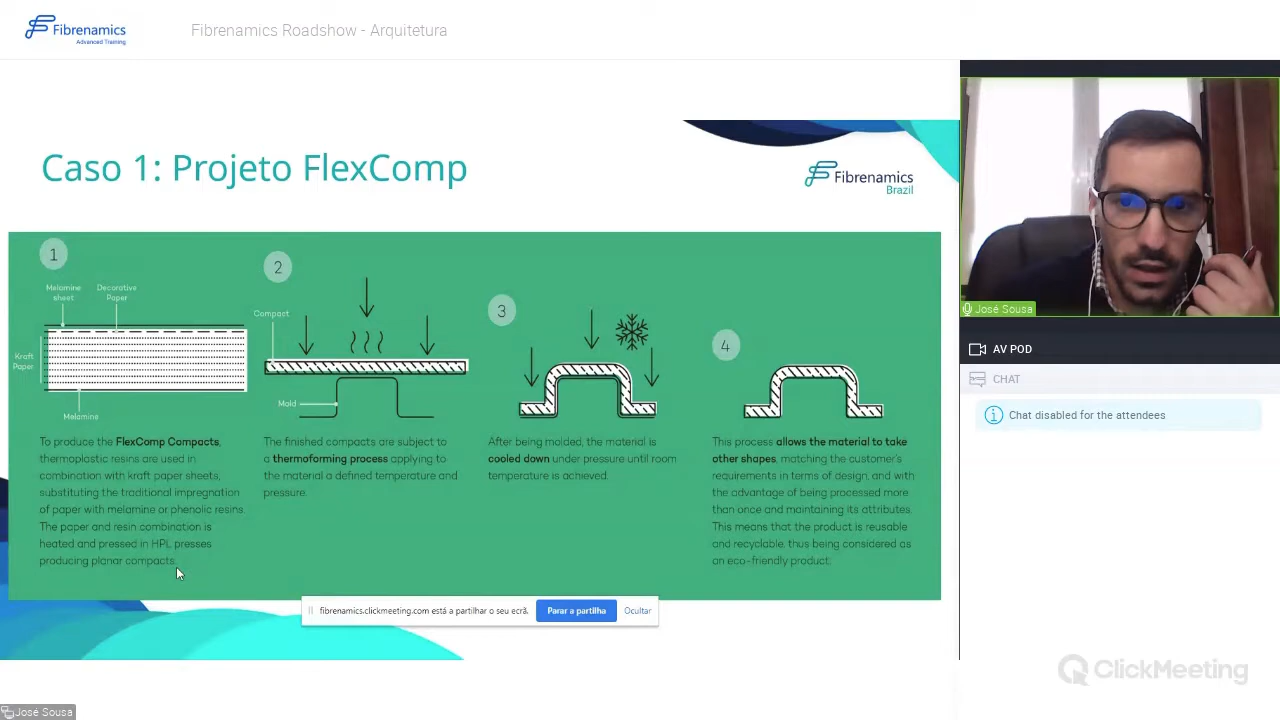 Fibrenamics
Advanced Training
Fibrenamics Roadshow - Arquitetura
Caso 1: Projeto FlexComp
Fibrenamics
Brazil
1
Melamine
sheet
Decorative
Paper
Kraft
Paper
Melamine
To produce the FlexComp Compacts,
thermoplastic resins are used in
combination with kraft paper sheets,
substituting the traditional impregnation
of paper with melamine or phenolic resins.
The paper and resin combination is
heated and pressed in HPL presses
producing planar compacts.
2
Compact
Mold
The finished compacts are subject to
a thermoforming process applying to
the material a defined temperature and
pressure.
3
After being molded, the material is
cooled down under pressure until room
temperature is achieved.
4
This process allows the material to take
other shapes, matching the customer's
requirements in terms of design, and with
the advantage of being processed more
than once and maintaining its attributes.
This means that the product is reusable
and recyclable, thus being considered as
an eco-friendly product.
fibrenamics.clickmeeting.com está a partilhar o seu ecrã.
Parar a partilha
Ocultar
José Sousa
AV POD
CHAT
Chat disabled for the attendees
ClickMeeting
José Sousa